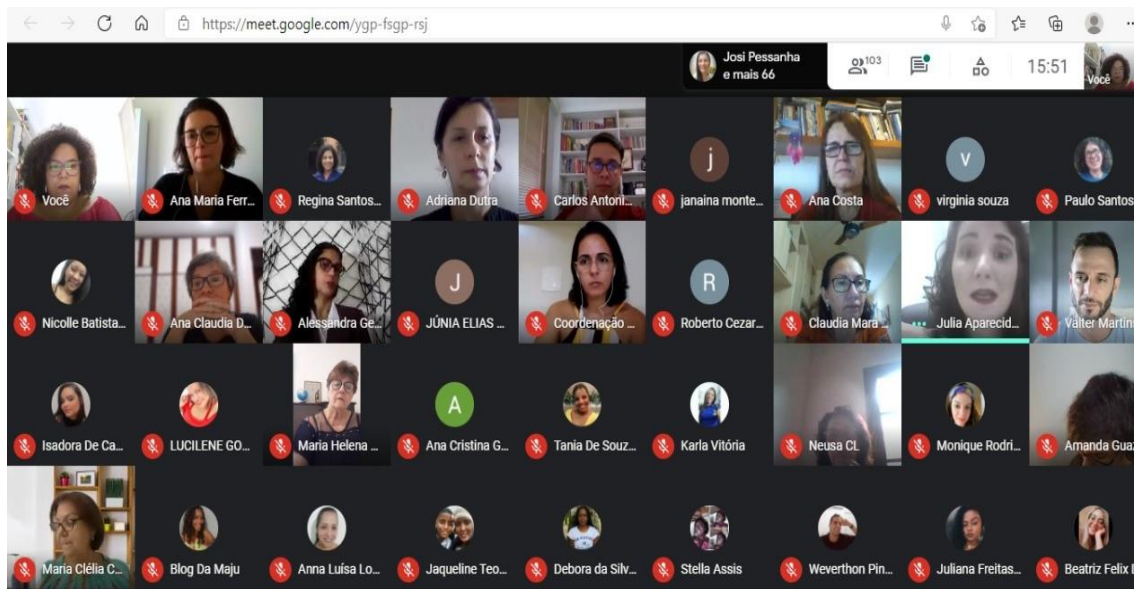 https://meet.google.com/ygp-fsgp-rsj
Josi Pessanha
e mais 66
103
15:51
Você
Você
Ana Maria Ferr...
Regina Santos...
Adriana Dutra
Carlos Antoni...
j
janaina monte...
Ana Costa
v
virginia souza
Paulo Santos
Nicolle Batista...
Ana Claudia D...
Alessandra Ge...
J
JÚNIA ELIAS ...
Coordenação ...
R
Roberto Cezar...
Claudia Mara ...
Julia Aparecid...
Valter Martins
Isadora De Ca...
LUCILENE GO...
Maria Helena ...
A
Ana Cristina G...
Tania De Souz...
Karla Vitória
Neusa CL
Monique Rodri...
Amanda Guaz
Maria Clélia C...
Blog Da Maju
Anna Luísa Lo...
Jaqueline Teo...
Debora da Silv...
Stella Assis
Weverthon Pin...
Juliana Freitas...
Beatriz Felix L